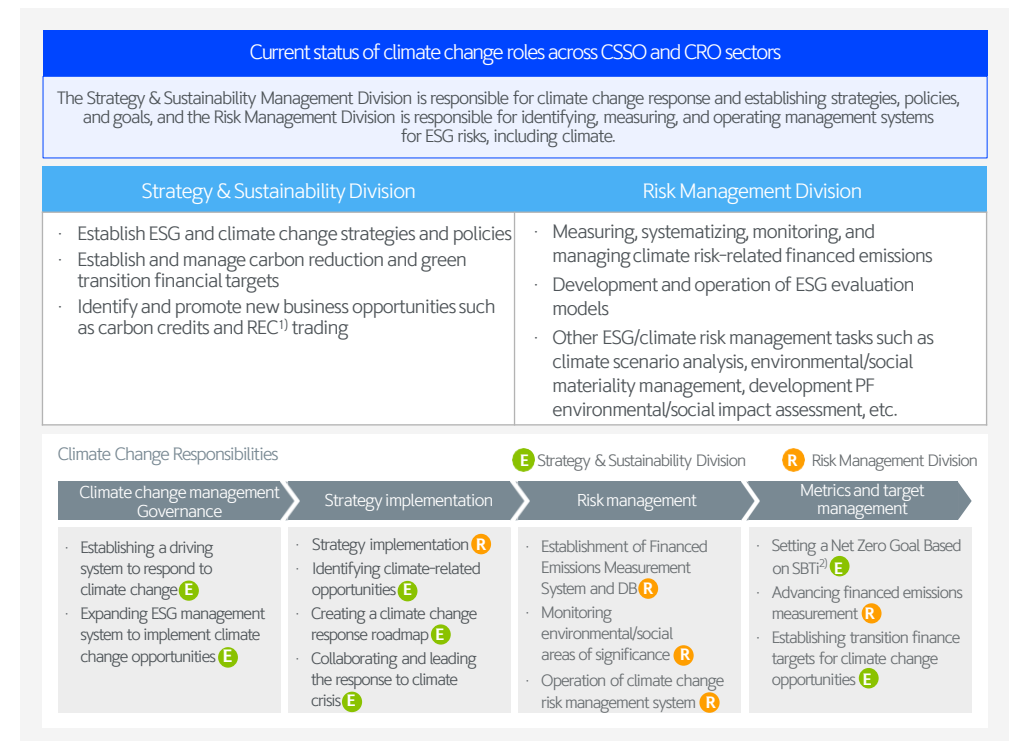 Current status of climate change roles across CSSO and CRO sectors
The Strategy & Sustainability Management Division is responsible for climate change response and establishing strategies, policies,
and goals, and the Risk Management Division is responsible for identifying, measuring, and operating management systems
for ESG risks, including climate.
Strategy & Sustainability Division
· Establish ESG and climate change strategies and policies
· Establish and manage carbon reduction and green
transition financial targets
· Identify and promote new business opportunities such
as carbon credits and REC1) trading
Risk Management Division
· Measuring, systematizing, monitoring, and
managing climate risk-related financed emissions
· Development and operation of ESG evaluation
models
· Other ESG/climate risk management tasks such as
climate scenario analysis, environmental/social
materiality management, development PF
environmental/social impact assessment, etc.
Climate Change Responsibilities
E Strategy & Sustainability Division
R Risk Management Division
Climate change management
Governance
· Establishing a driving
system to respond to
climate change E
· Expanding ESG management
system to implement climate
change opportunities E
Strategy implementation
· Strategy implementation R
· Identifying climate-related
opportunities E
· Creating a climate change
response roadmap E
· Collaborating and leading
the response to climate
crisis E
Risk management
· Establishment of Financed
Emissions Measurement
System and DB R
· Monitoring
environmental/social
areas of significance R
· Operation of climate change
risk management system R
Metrics and target
management
· Setting a Net Zero Goal Based
on SBTi2) E
· Advancing financed emissions
measurement R
· Establishing transition finance
targets for climate change
opportunities E